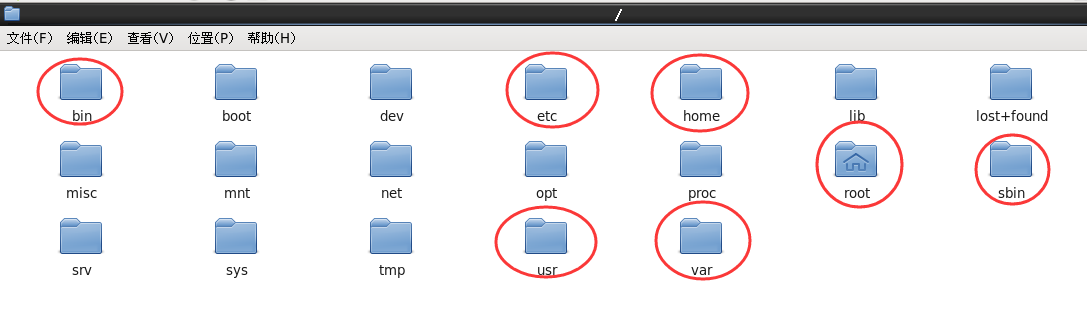 /
文件(F) 编辑(E) 查看(V) 位置(P) 帮助(H)
bin boot dev etc home lib lost+found
misc mnt net opt proc root sbin
srv sys tmp usr var